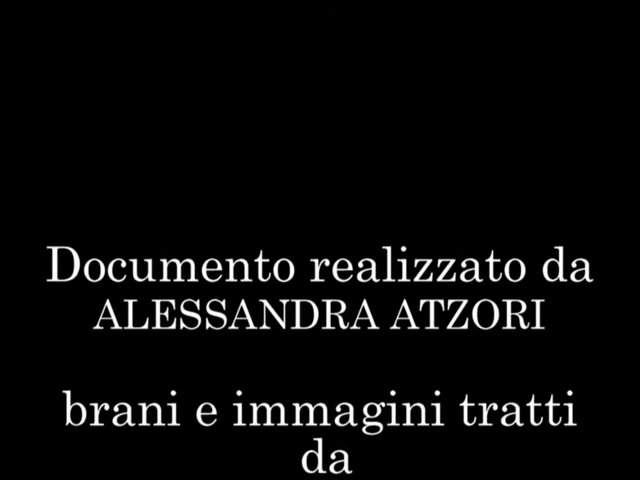 Documento realizzato da
ALESSANDRA ATZORI
brani e immagini tratti
da